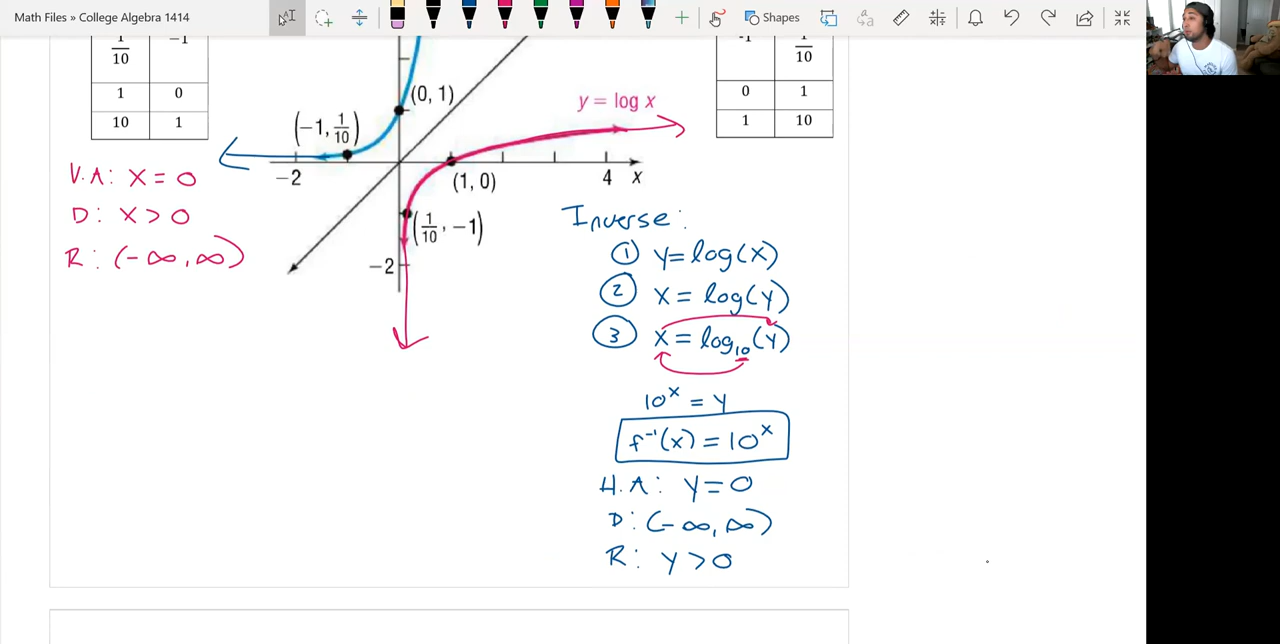 Math Files » College Algebra 1414
Shapes
1/10 -1
1 0
10 1
-1 1/10
0 1
1 10
(0, 1)
y = log x
(-1, 1/10)
-2
4 x
(1, 0)
(1/10, -1)
-2
V.A: X = 0
D: X > 0
R: (-∞, ∞)
Inverse:
① Y = log(X)
② X = log(Y)
③ X = log₁₀(Y)
10ˣ = Y
f⁻¹(x) = 10ˣ
H.A: Y = 0
D: (-∞, ∞)
R: Y > 0